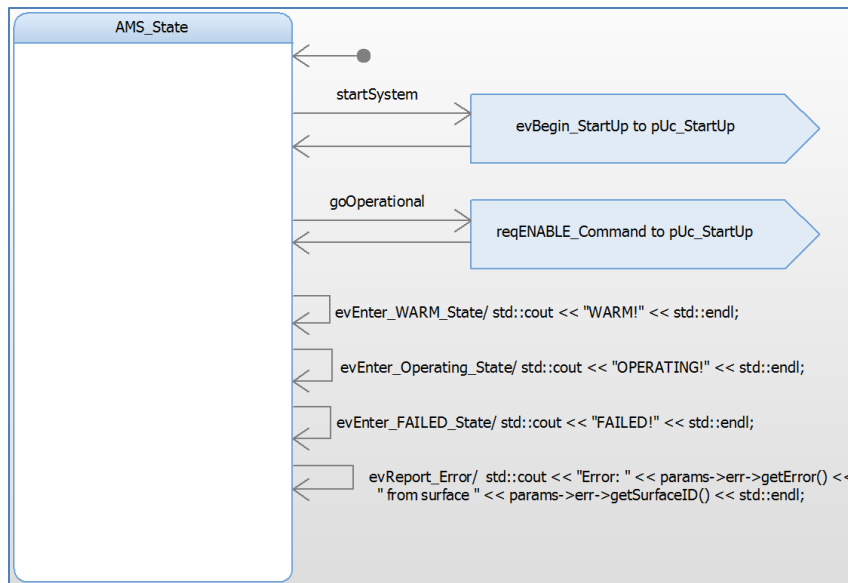 AMS_State
startSystem
evBegin_StartUp to pUc_StartUp
goOperational
reqENABLE_Command to pUc_StartUp
evEnter_WARM_State/ std::cout << "WARM!" << std::endl;
evEnter_Operating_State/ std::cout << "OPERATING!" << std::endl;
evEnter_FAILED_State/ std::cout << "FAILED!" << std::endl;
evReport_Error/ std::cout << "Error: " << params->err->getError() <<
" from surface " << params->err->getSurfaceID() << std::endl;